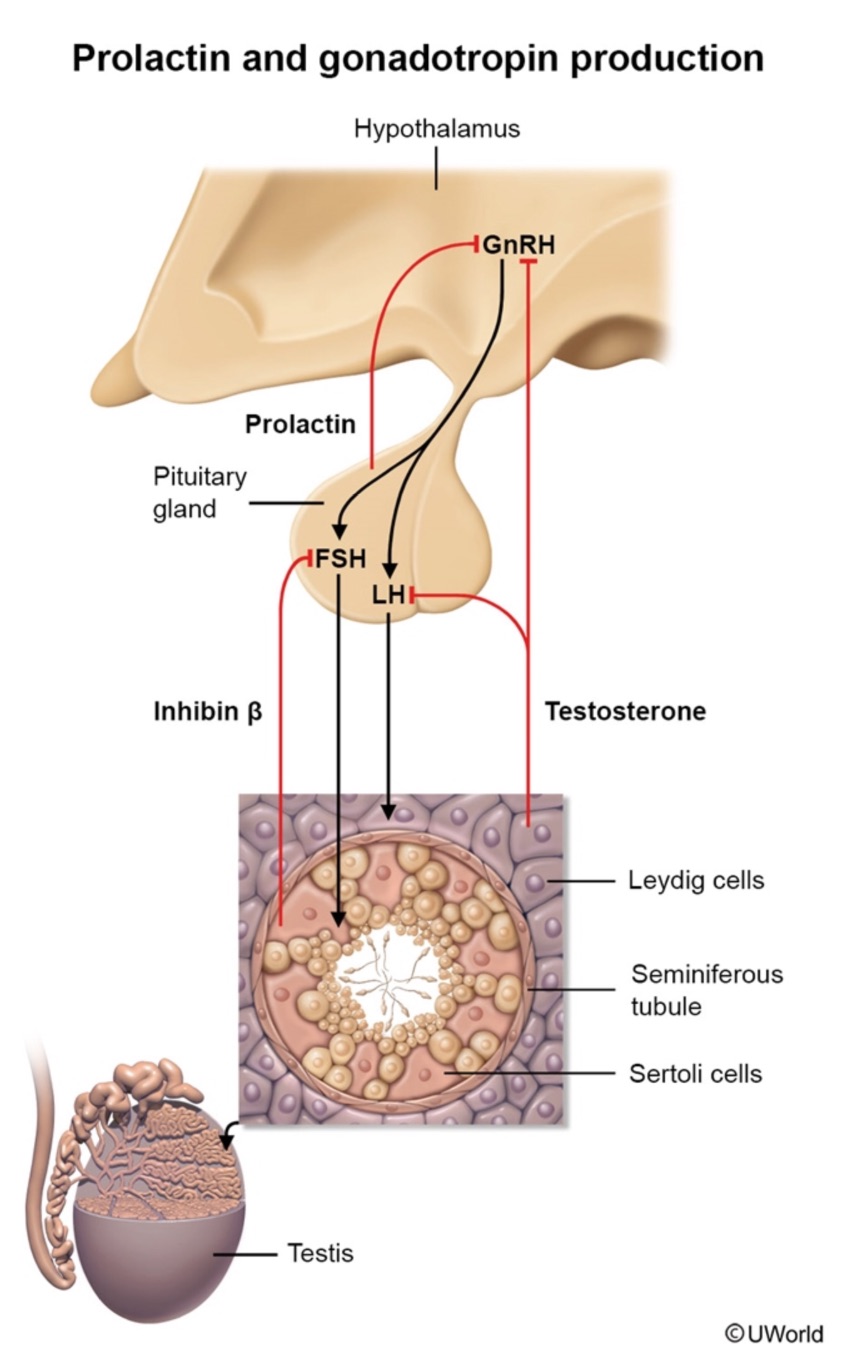 Prolactin and gonadotropin production
Hypothalamus
GnRH
Prolactin
Pituitary
gland
FSH
LH
Inhibin β
Testosterone
Leydig cells
Seminiferous
tubule
Sertoli cells
Testis
©UWorld